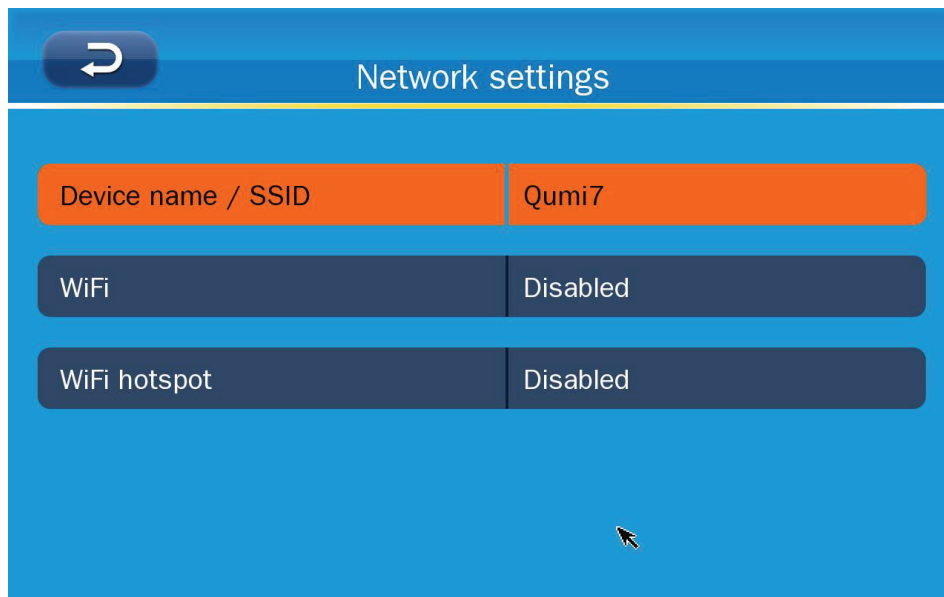 Network settings
Device name / SSID Qumi7
WiFi Disabled
WiFi hotspot Disabled